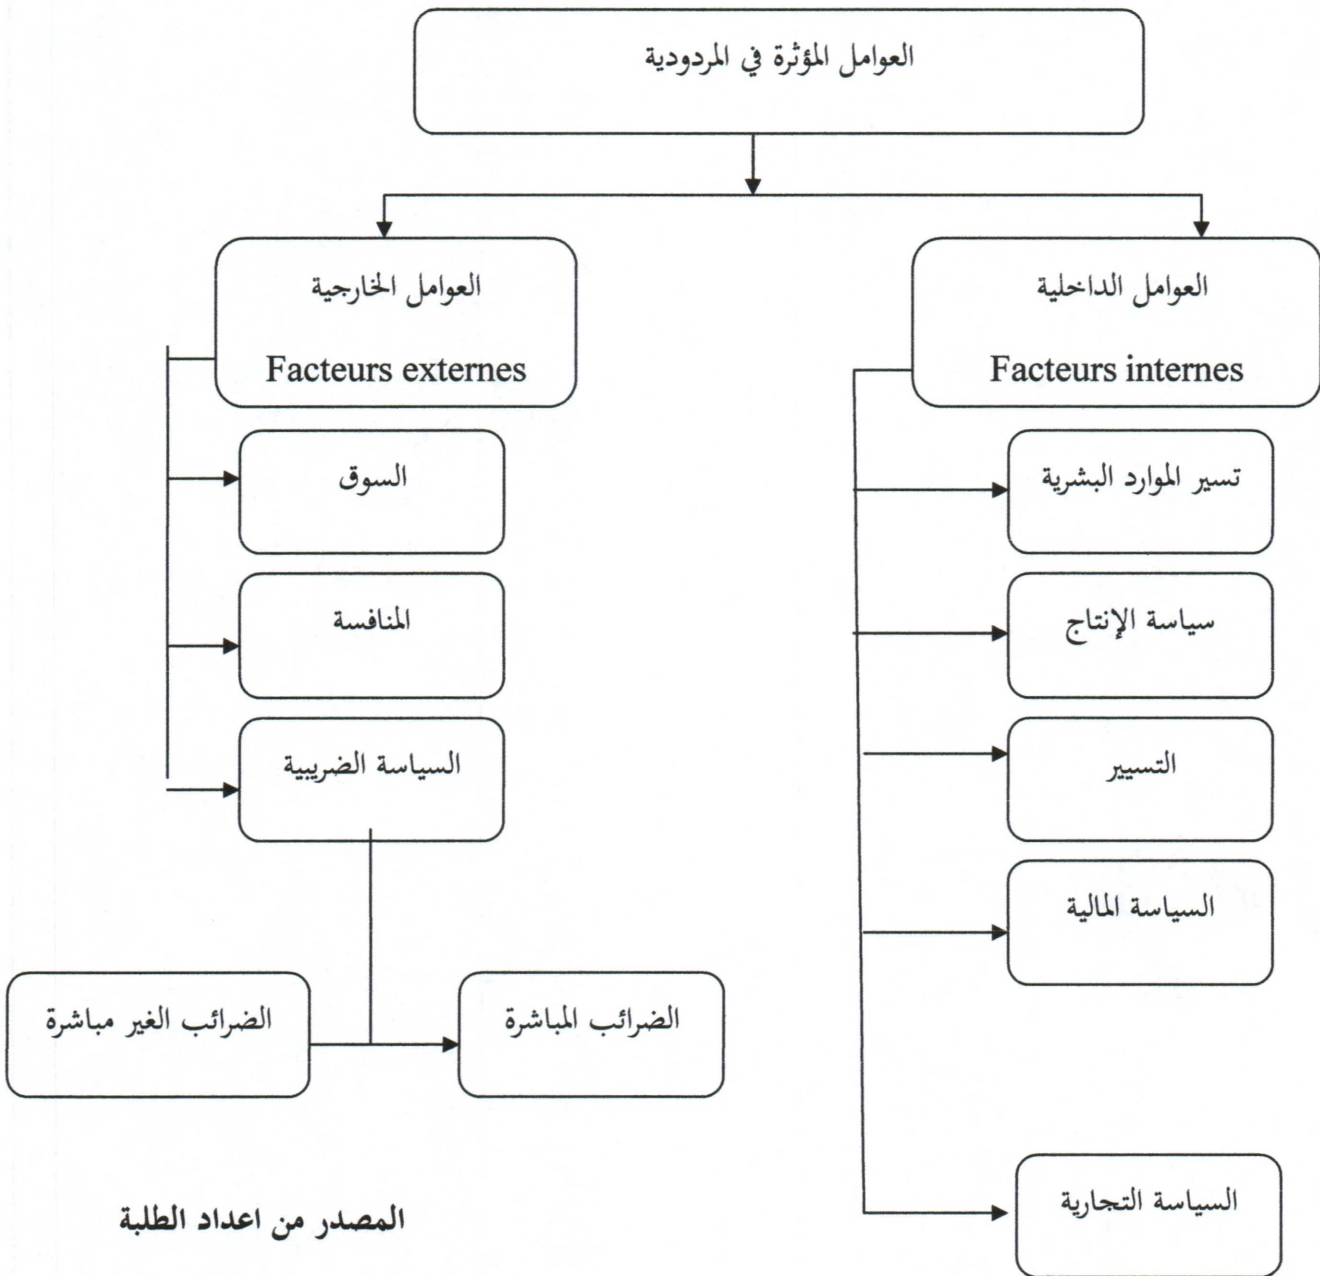 العوامل المؤثرة في المردودية
العوامل الداخلية
Facteurs internes
تسير الموارد البشرية
سياسة الإنتاج
التسيير
السياسة المالية
السياسة التجارية
العوامل الخارجية
Facteurs externes
السوق
المنافسة
السياسة الضريبية
الضرائب المباشرة
الضرائب الغير مباشرة
المصدر من اعداد الطلبة